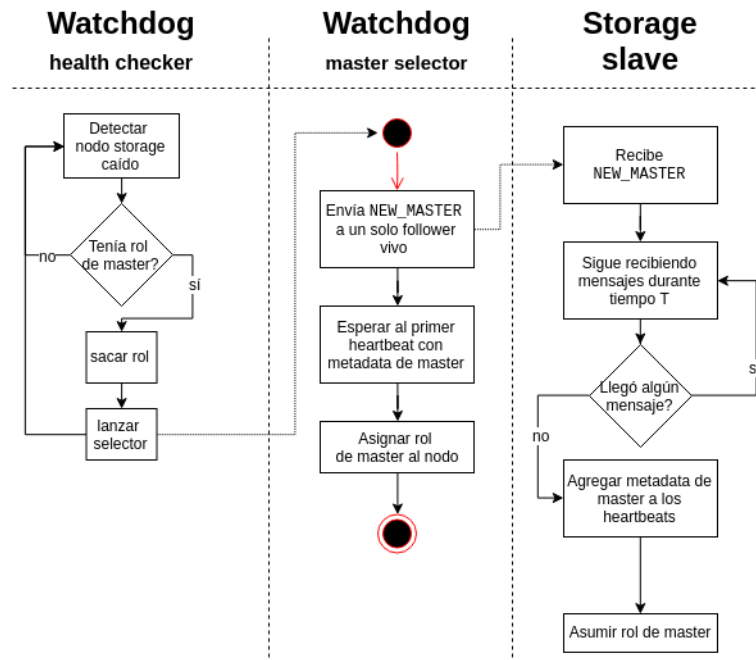 Watchdog
health checker
Watchdog
master selector
Storage
slave
Detectar
nodo storage
caído
Tenía rol
de master?
no
sí
sacar rol
lanzar
selector
Envía NEW_MASTER
a un solo follower
vivo
Esperar al primer
heartbeat con
metadata de master
Asignar rol
de master al nodo
Recibe
NEW_MASTER
Sigue recibiendo
mensajes durante
tiempo T
Llegó algún
mensaje?
s
no
Agregar metadata de
master a los
heartbeats
Asumir rol de master